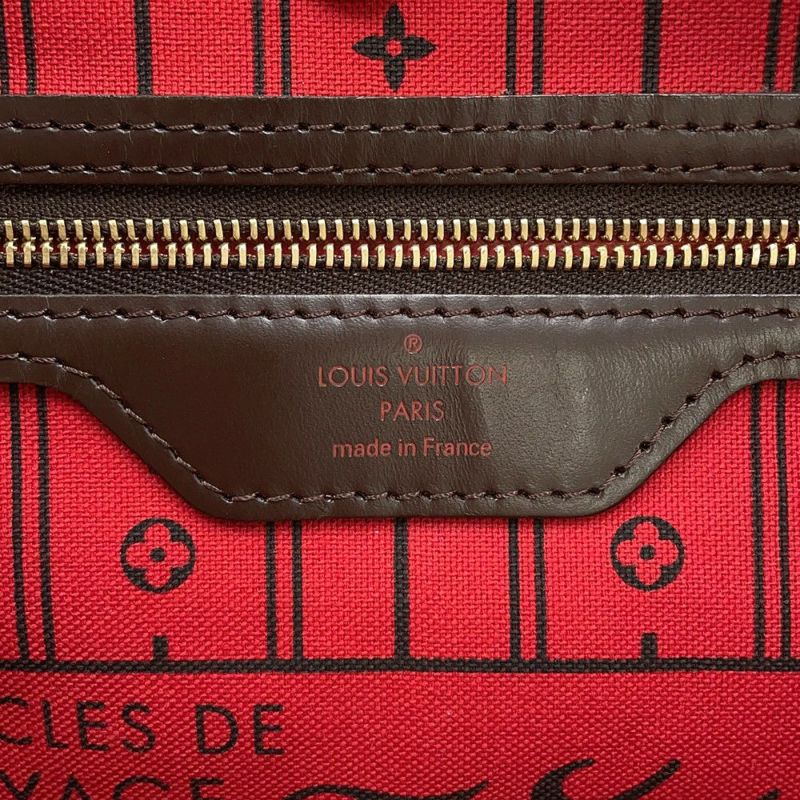 ®
LOUIS VUITTON
PARIS
made in France
CLES DE